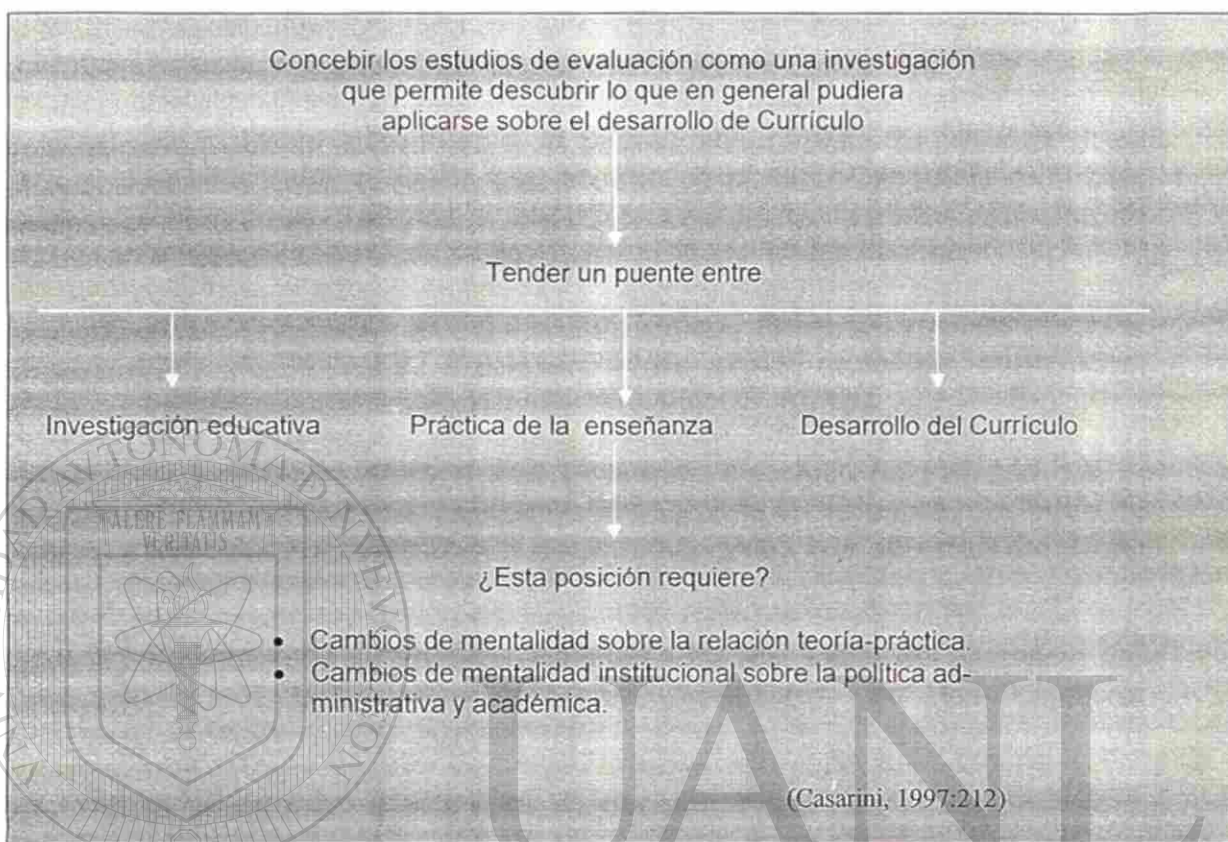 Concebir los estudios de evaluación como una investigación
que permite descubrir lo que en general pudiera
aplicarse sobre el desarrollo de Currículo
Tender un puente entre
Investigación educativa
Práctica de la enseñanza
Desarrollo del Currículo
¿Esta posición requiere?
• Cambios de mentalidad sobre la relación teoría-práctica.
• Cambios de mentalidad institucional sobre la política ad-
ministrativa y académica.
(Casarini, 1997:212)
ALERE FLAMMAM
VERITATIS
UANL